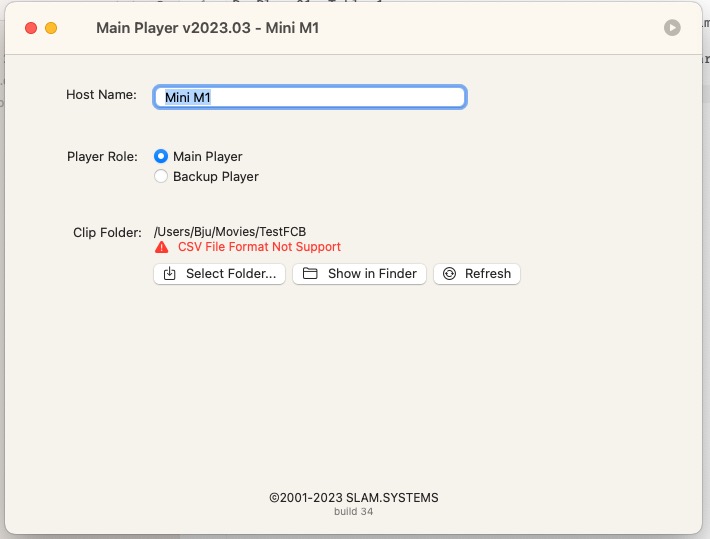 Main Player v2023.03 - Mini M1
Host Name: Mini M1
Player Role: Main Player
Backup Player
Clip Folder: /Users/Bju/Movies/TestFCB
CSV File Format Not Support
Select Folder... Show in Finder Refresh
©2001-2023 SLAM.SYSTEMS
build 34